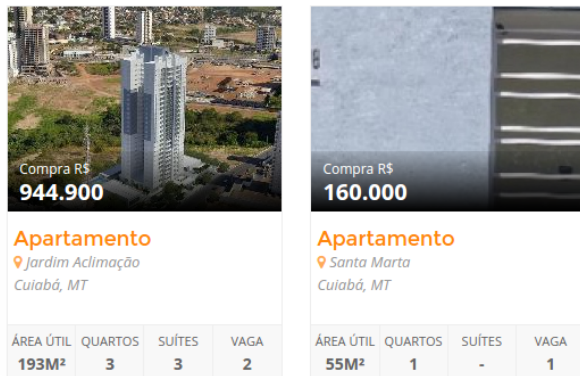 Compra R$
944.900
Apartamento
Jardim Aclimação
Cuiabá, MT
ÁREA ÚTIL QUARTOS SUÍTES VAGA
193M² 3 3 2
Compra R$
160.000
Apartamento
Santa Marta
Cuiabá, MT
ÁREA ÚTIL QUARTOS SUÍTES VAGA
55M² 1 - 1